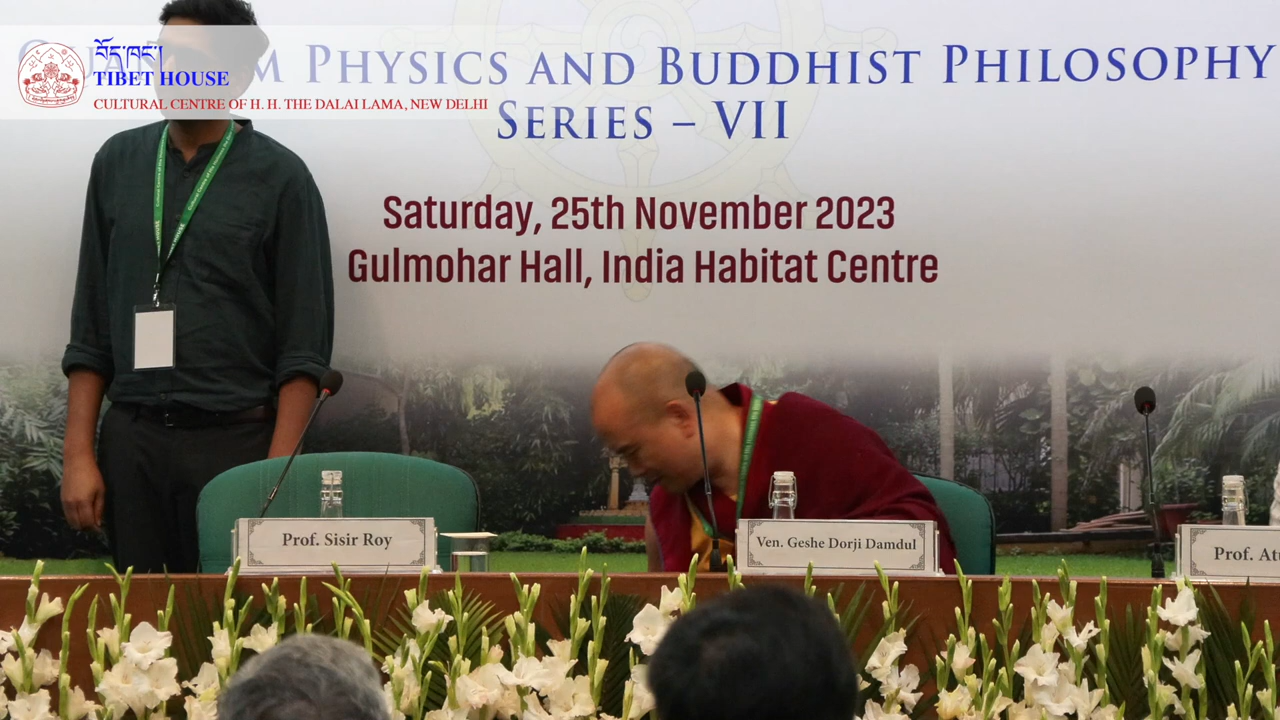 བོད་ཁང་།
TIBET HOUSE
CULTURAL CENTRE OF H. H. THE DALAI LAMA, NEW DELHI
Physics and Buddhist Philosophy
Series – VII
Saturday, 25th November 2023
Gulmohar Hall, India Habitat Centre
Prof. Sisir Roy
Ven. Geshe Dorji Damdul
Prof.